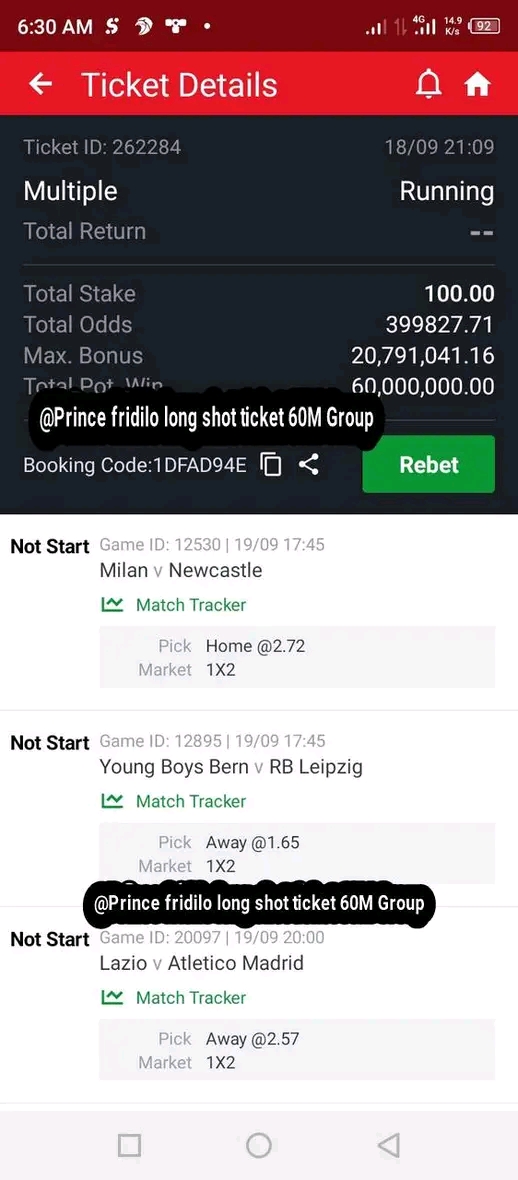 6:30 AM
4G 14.9 K/s 92
Ticket Details
Ticket ID: 262284 18/09 21:09
Multiple Running
Total Return --
Total Stake 100.00
Total Odds 399827.71
Max. Bonus 20,791,041.16
Total Pot. Win 60,000,000.00
@Prince fridilo long shot ticket 60M Group
Booking Code:1DFAD94E Rebet
Not Start Game ID: 12530 | 19/09 17:45
Milan v Newcastle
Match Tracker
Pick Home @2.72
Market 1X2
Not Start Game ID: 12895 | 19/09 17:45
Young Boys Bern v RB Leipzig
Match Tracker
Pick Away @1.65
Market 1X2
@Prince fridilo long shot ticket 60M Group
Not Start Game ID: 20097 | 19/09 20:00
Lazio v Atletico Madrid
Match Tracker
Pick Away @2.57
Market 1X2